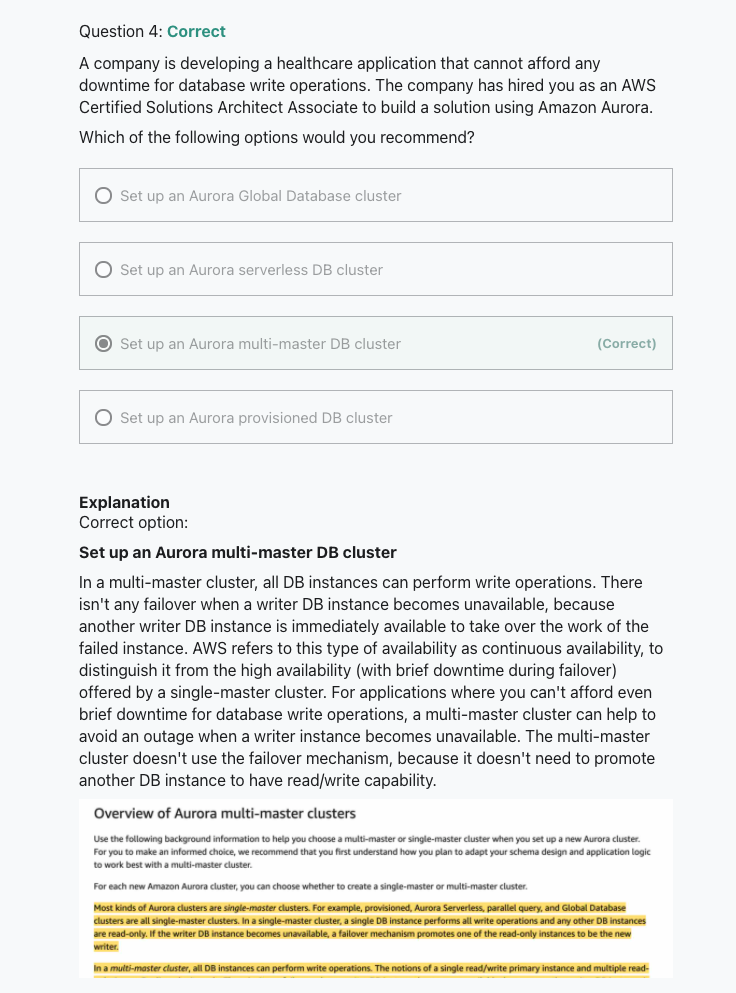 Question 4: Correct
A company is developing a healthcare application that cannot afford any
downtime for database write operations. The company has hired you as an AWS
Certified Solutions Architect Associate to build a solution using Amazon Aurora.
Which of the following options would you recommend?
Set up an Aurora Global Database cluster
Set up an Aurora serverless DB cluster
Set up an Aurora multi-master DB cluster (Correct)
Set up an Aurora provisioned DB cluster
Explanation
Correct option:
Set up an Aurora multi-master DB cluster
In a multi-master cluster, all DB instances can perform write operations. There
isn't any failover when a writer DB instance becomes unavailable, because
another writer DB instance is immediately available to take over the work of the
failed instance. AWS refers to this type of availability as continuous availability, to
distinguish it from the high availability (with brief downtime during failover)
offered by a single-master cluster. For applications where you can't afford even
brief downtime for database write operations, a multi-master cluster can help to
avoid an outage when a writer instance becomes unavailable. The multi-master
cluster doesn't use the failover mechanism, because it doesn't need to promote
another DB instance to have read/write capability.
Overview of Aurora multi-master clusters
Use the following background information to help you choose a multi-master or single-master cluster when you set up a new Aurora cluster.
For you to make an informed choice, we recommend that you first understand how you plan to adapt your schema design and application logic
to work best with a multi-master cluster.
For each new Amazon Aurora cluster, you can choose whether to create a single-master or multi-master cluster.
Most kinds of Aurora clusters are single-master clusters. For example, provisioned, Aurora Serverless, parallel query, and Global Database
clusters are all single-master clusters. In a single-master cluster, a single DB instance performs all write operations and any other DB instances
are read-only. If the writer DB instance becomes unavailable, a failover mechanism promotes one of the read-only instances to be the new
writer.
In a multi-master cluster, all DB instances can perform write operations. The notions of a single read/write primary instance and multiple read-